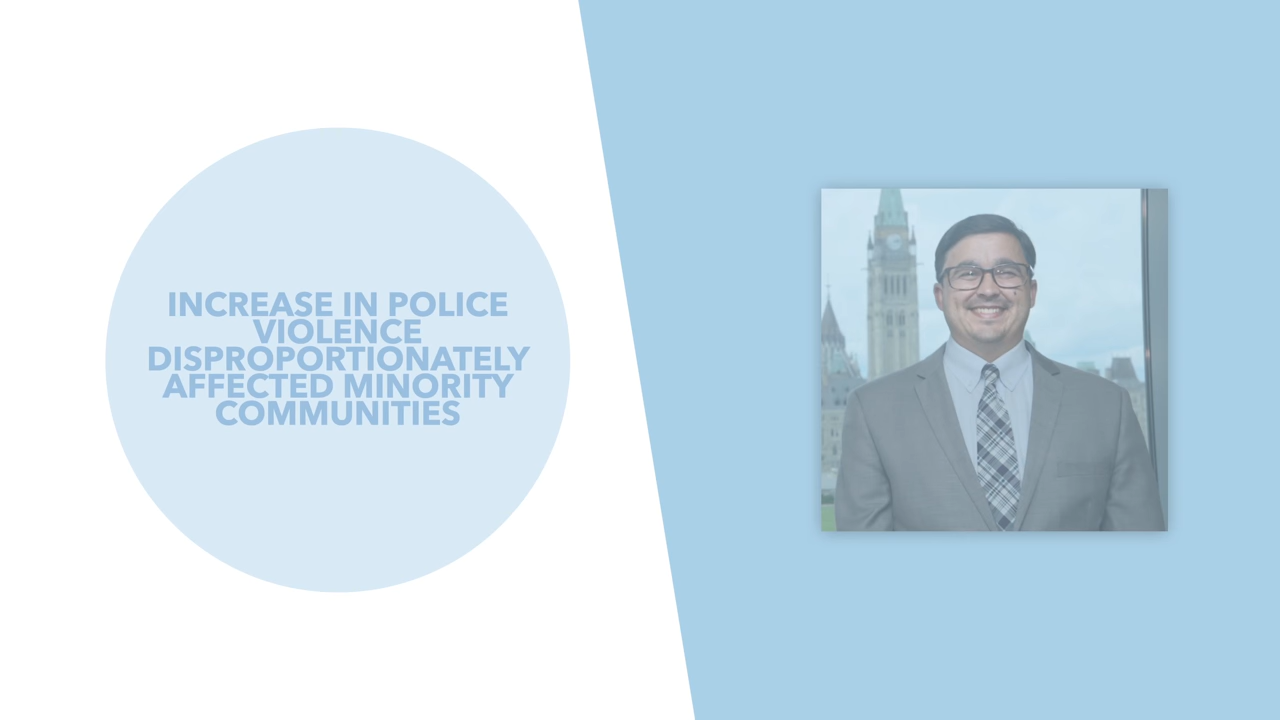 INCREASE IN POLICE
VIOLENCE
DISPROPORTIONATELY
AFFECTED MINORITY
COMMUNITIES